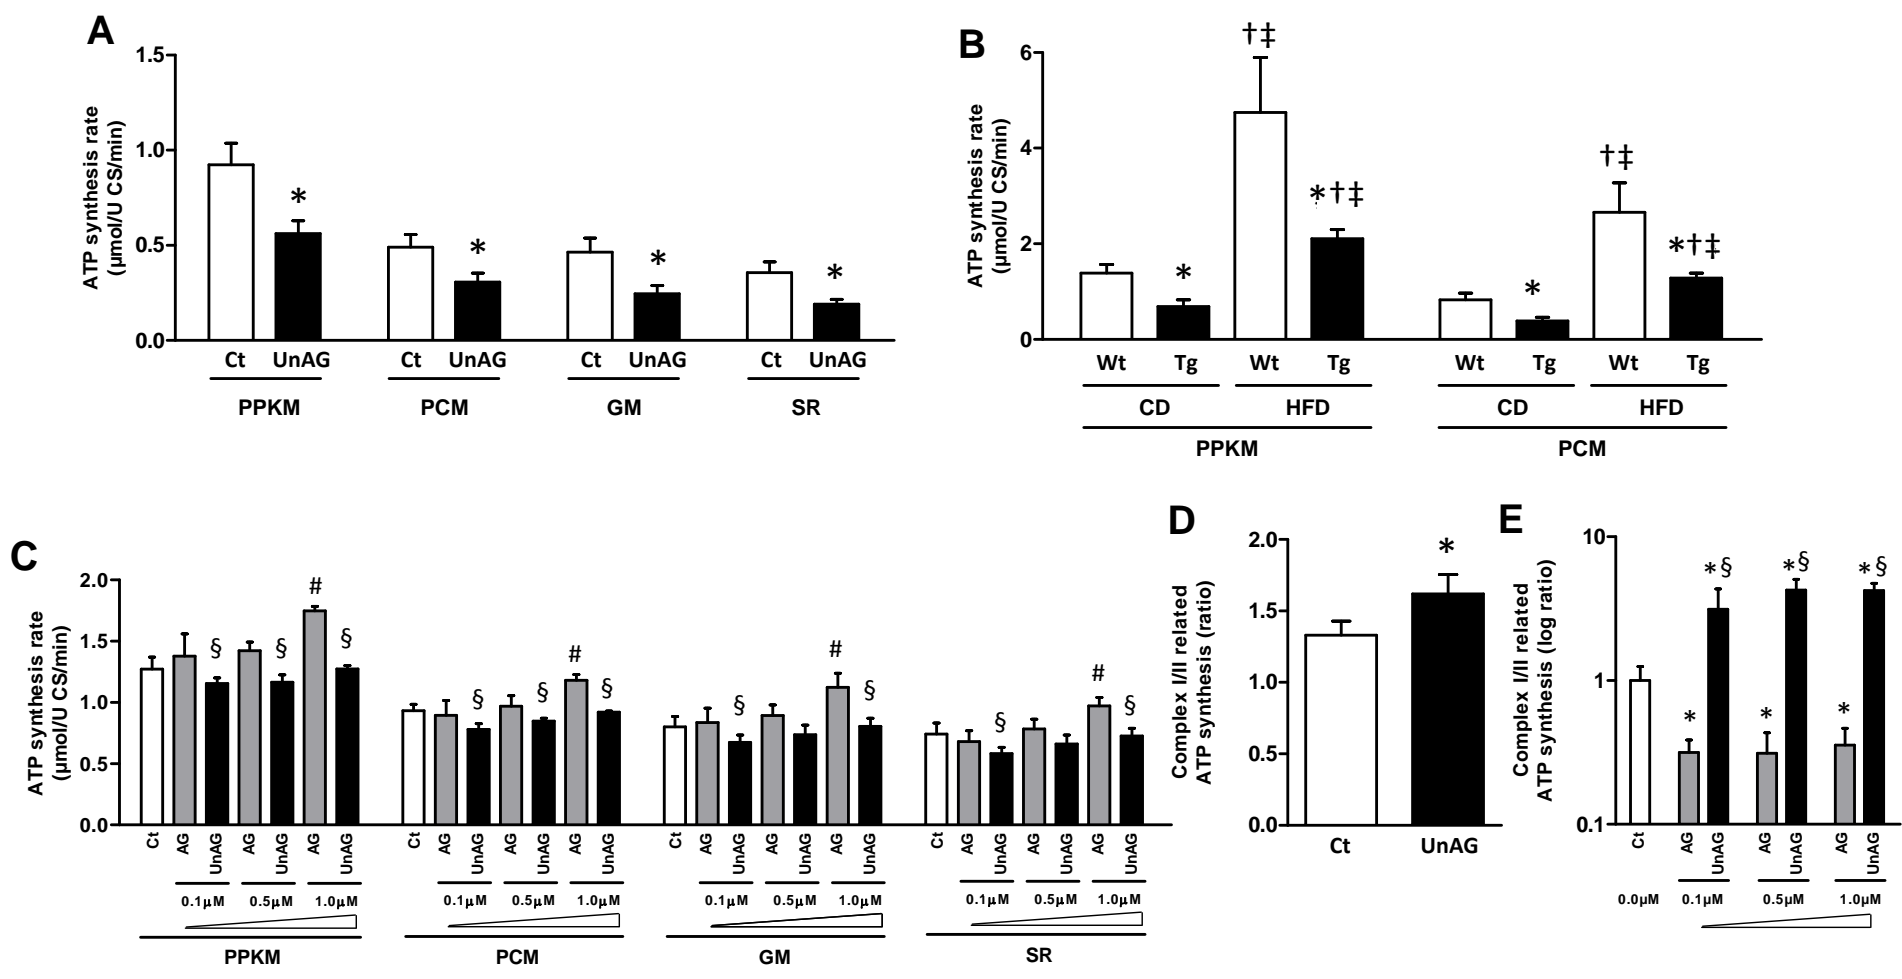 A
ATP synthesis rate
(µmol/U CS/min)
1.5
1.0
0.5
0.0
* * * *
Ct UnAG Ct UnAG Ct UnAG Ct UnAG
PPKM PCM GM SR
B
ATP synthesis rate
(µmol/U CS/min)
6
4
2
0
†‡
*†‡
*
†‡
*†‡
*
Wt Tg Wt Tg Wt Tg Wt Tg
CD HFD CD HFD
PPKM PCM
C
ATP synthesis rate
(µmol/U CS/min)
2.0
1.5
1.0
0.5
0.0
§ § # §
§ § # §
§ # §
§ # §
Ct AG UnAG AG UnAG AG UnAG Ct AG UnAG AG UnAG AG UnAG Ct AG UnAG AG UnAG AG UnAG Ct AG UnAG AG UnAG AG UnAG
0.1µM 0.5µM 1.0µM 0.1µM 0.5µM 1.0µM 0.1µM 0.5µM 1.0µM 0.1µM 0.5µM 1.0µM
PPKM PCM GM SR
D
Complex I/II related
ATP synthesis (ratio)
2.0
1.5
1.0
0.5
0.0
*
Ct UnAG
E
Complex I/II related
ATP synthesis (log ratio)
10
1
0.1
*§ *§ *§
* * *
Ct AG UnAG AG UnAG AG UnAG
0.0µM 0.1µM 0.5µM 1.0µM